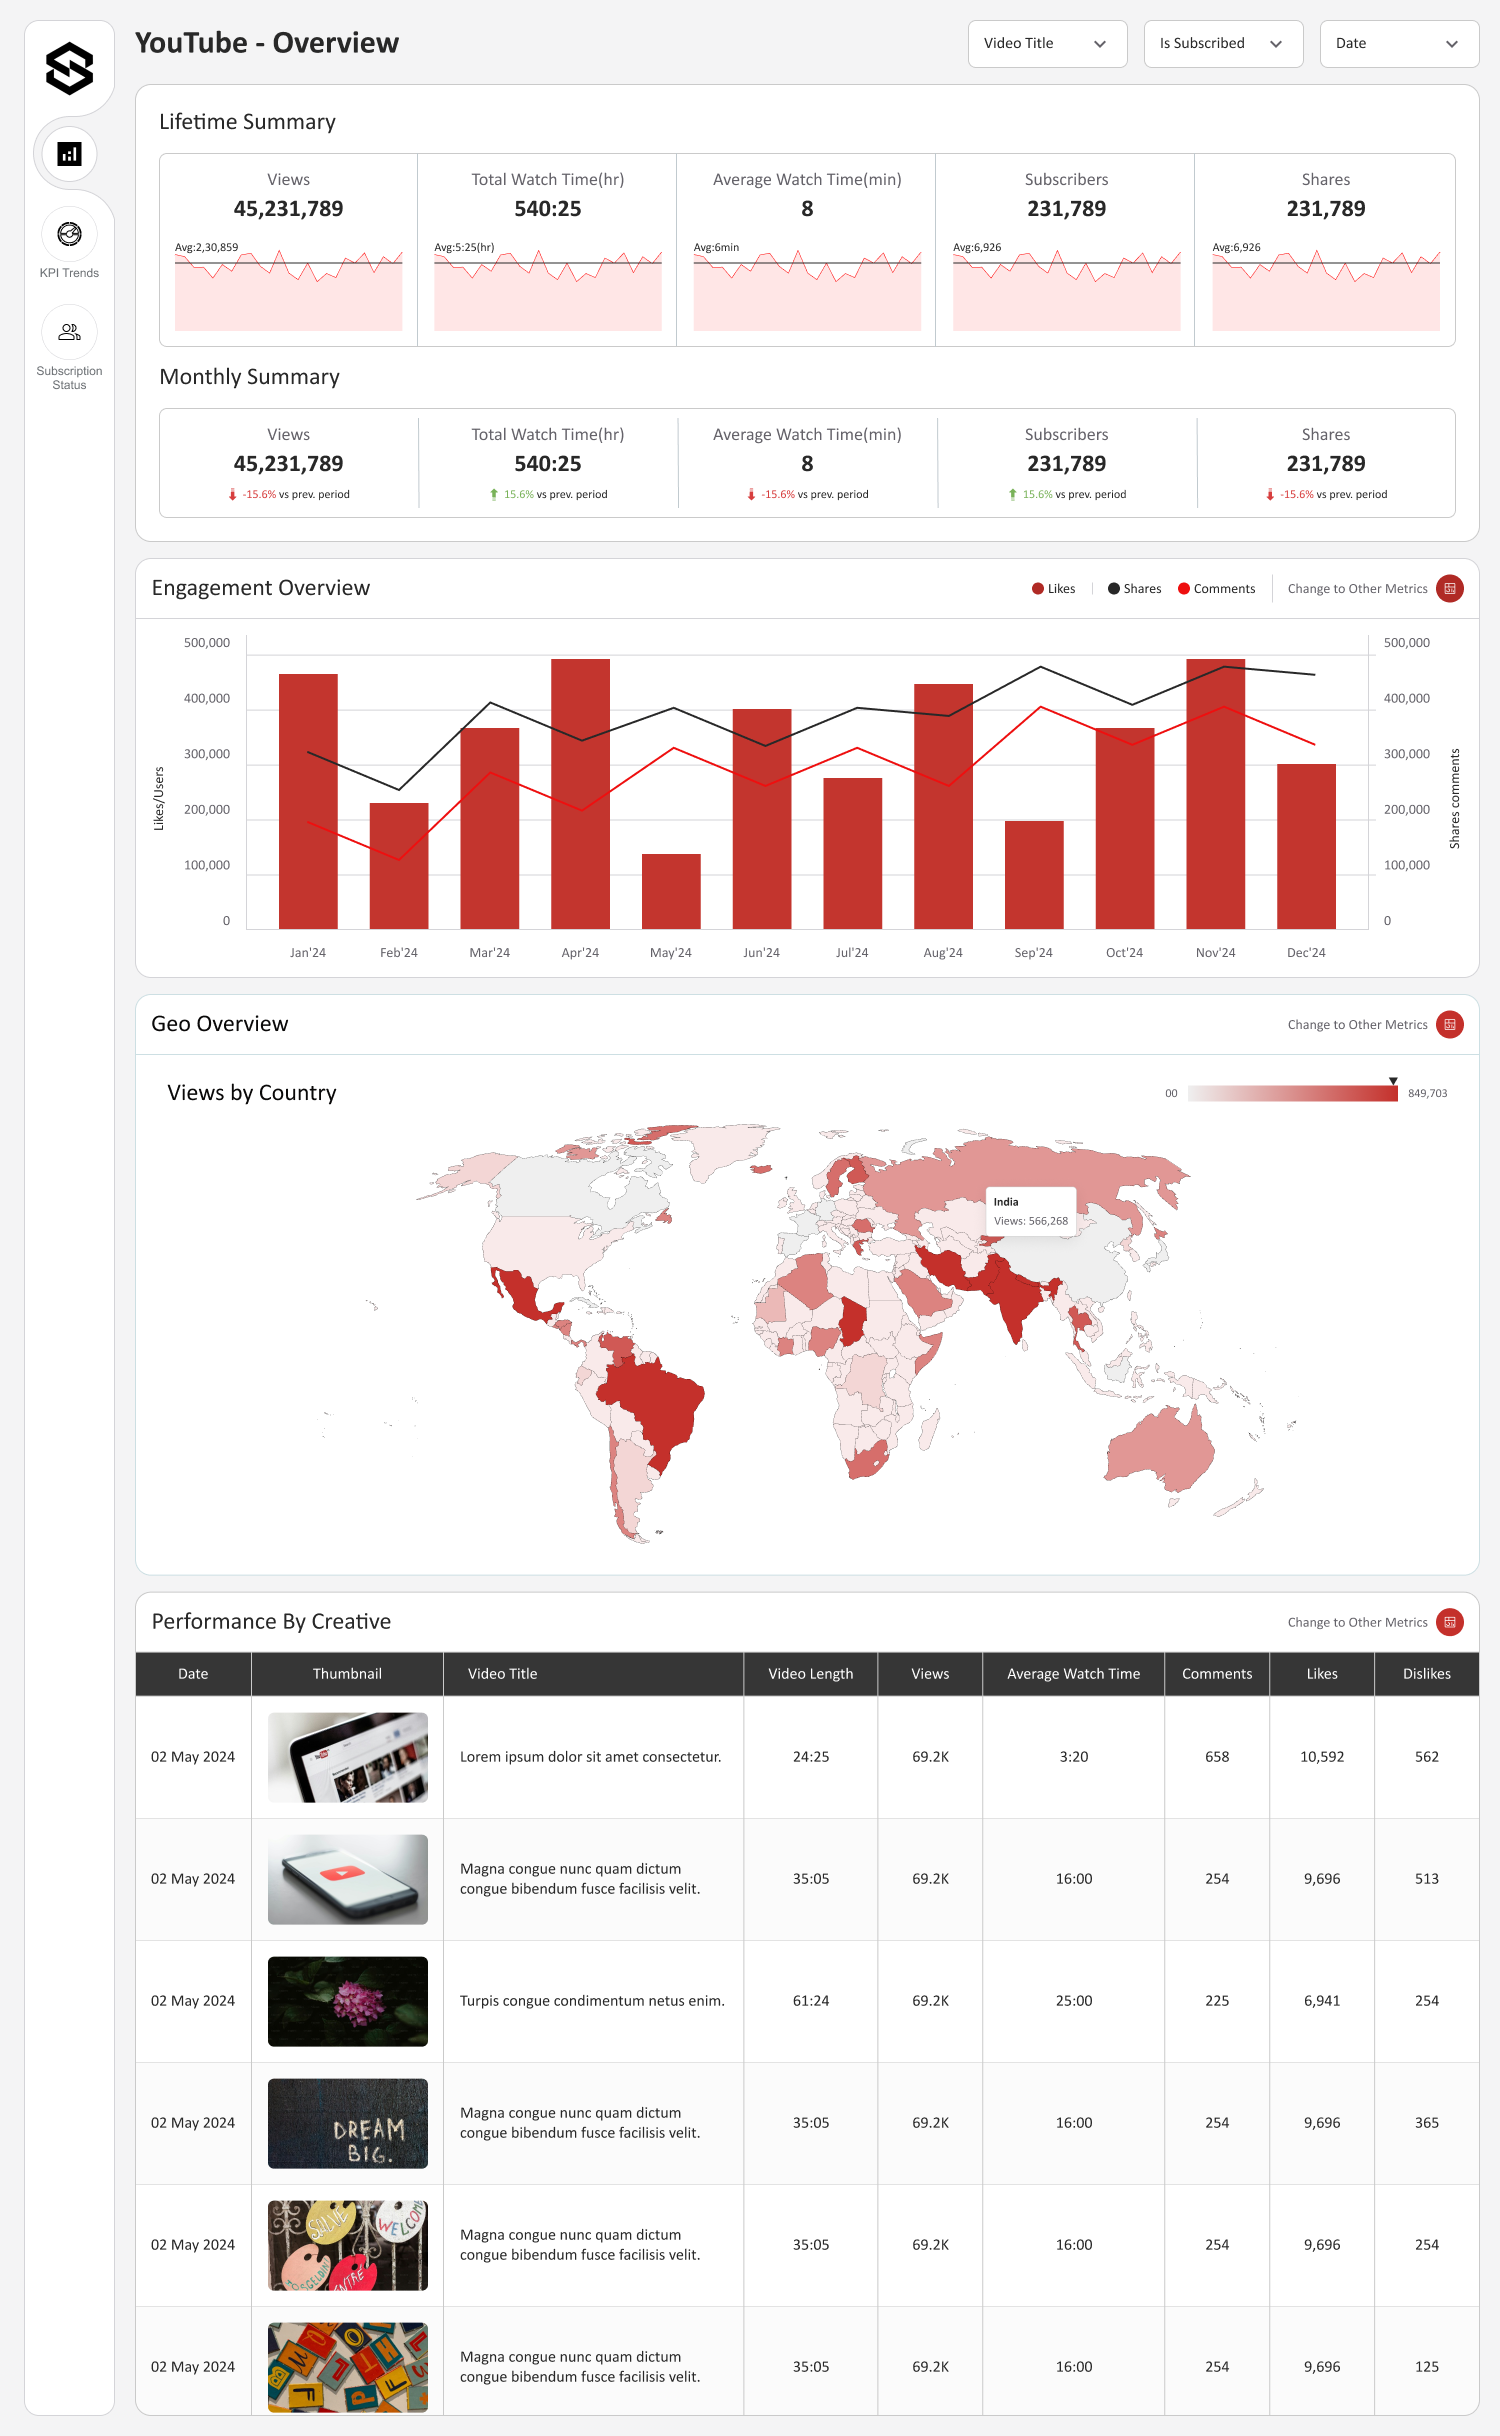 YouTube - Overview
Video Title
Is Subscribed
Date
KPI Trends
Subscription
Status
Lifetime Summary
Views
45,231,789
Avg:2,30,859
Total Watch Time(hr)
540:25
Avg:5:25(hr)
Average Watch Time(min)
8
Avg:6min
Subscribers
231,789
Avg:6,926
Shares
231,789
Avg:6,926
Monthly Summary
Views
45,231,789
-15.6% vs prev. period
Total Watch Time(hr)
540:25
15.6% vs prev. period
Average Watch Time(min)
8
-15.6% vs prev. period
Subscribers
231,789
15.6% vs prev. period
Shares
231,789
-15.6% vs prev. period
Engagement Overview
Likes
Shares
Comments
Change to Other Metrics
Likes/Users
500,000
400,000
300,000
200,000
100,000
0
500,000
400,000
300,000
200,000
100,000
0
Shares comments
Jan'24 Feb'24 Mar'24 Apr'24 May'24 Jun'24 Jul'24 Aug'24 Sep'24 Oct'24 Nov'24 Dec'24
Geo Overview
Change to Other Metrics
Views by Country
00
849,703
India
Views: 566,268
Performance By Creative
Change to Other Metrics
Date Thumbnail Video Title Video Length Views Average Watch Time Comments Likes Dislikes
02 May 2024 Lorem ipsum dolor sit amet consectetur. 24:25 69.2K 3:20 658 10,592 562
02 May 2024
Magna congue nunc quam dictum
congue bibendum fusce facilisis velit.
35:05 69.2K 16:00 254 9,696 513
02 May 2024 Turpis congue condimentum netus enim. 61:24 69.2K 25:00 225 6,941 254
02 May 2024
DREAM
BIG.
Magna congue nunc quam dictum
congue bibendum fusce facilisis velit.
35:05 69.2K 16:00 254 9,696 365
02 May 2024
WELCOME
Magna congue nunc quam dictum
congue bibendum fusce facilisis velit.
35:05 69.2K 16:00 254 9,696 254
02 May 2024
Magna congue nunc quam dictum
congue bibendum fusce facilisis velit.
35:05 69.2K 16:00 254 9,696 125